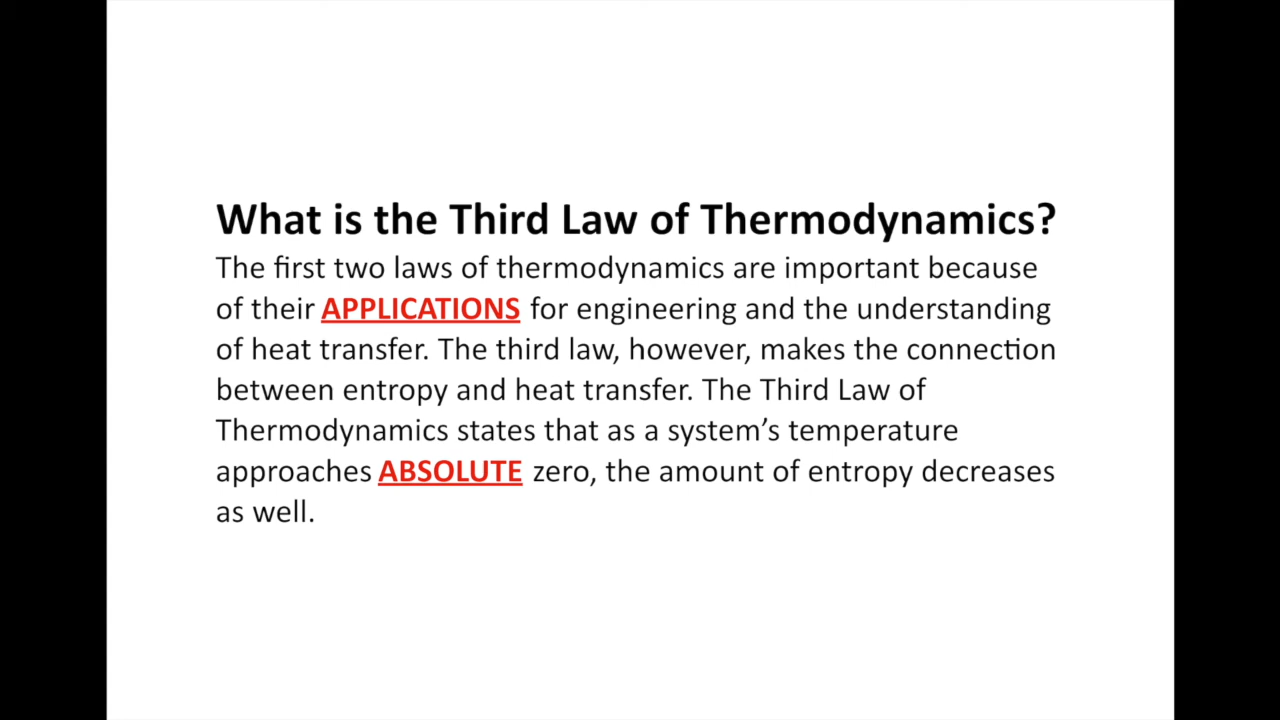 What is the Third Law of Thermodynamics?
The first two laws of thermodynamics are important because
of their APPLICATIONS for engineering and the understanding
of heat transfer. The third law, however, makes the connection
between entropy and heat transfer. The Third Law of
Thermodynamics states that as a system’s temperature
approaches ABSOLUTE zero, the amount of entropy decreases
as well.